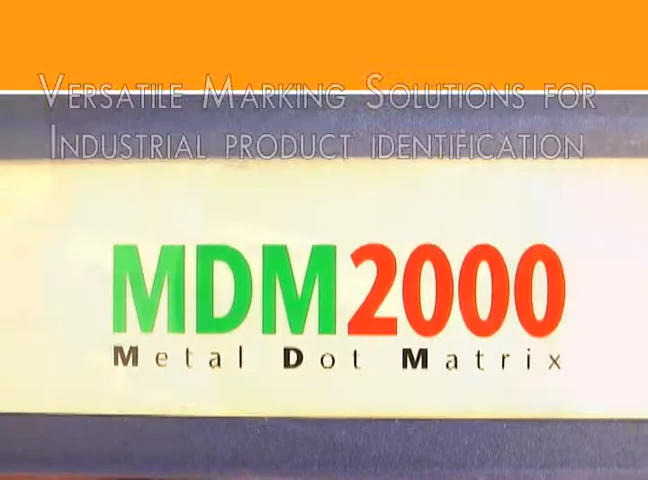 Versatile Marking Solutions for
Industrial product identification
MDM2000
Metal Dot Matrix